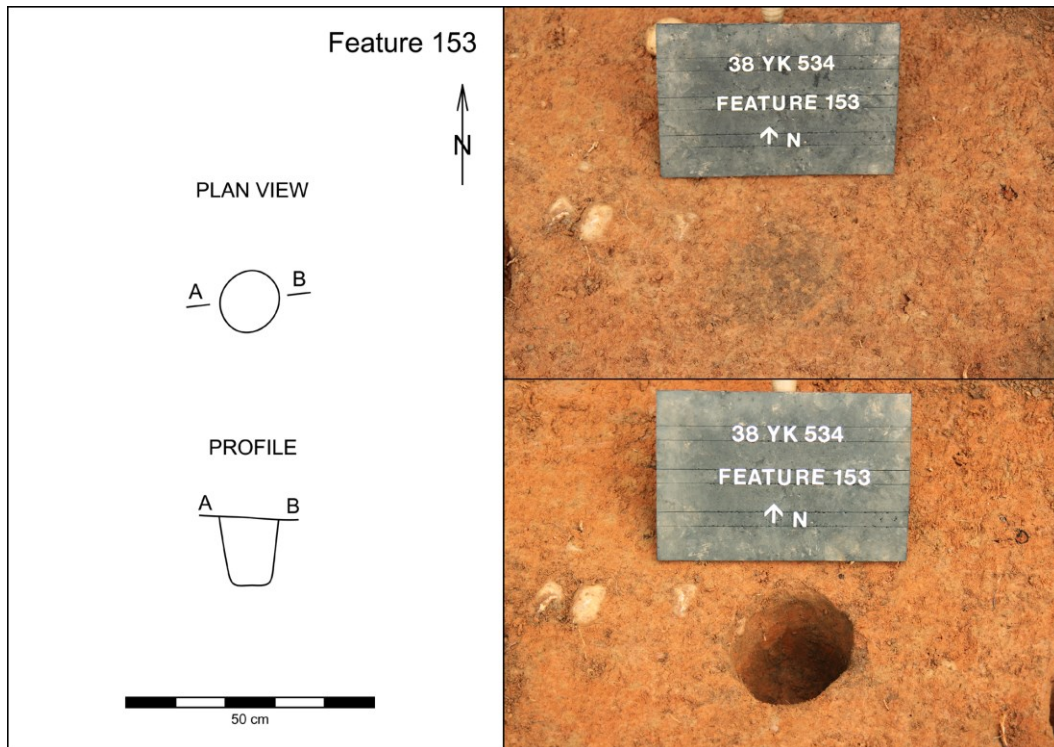 Feature 153
N
PLAN VIEW
A B
PROFILE
A B
50 cm
38 YK 534
FEATURE 153
↑ N
38 YK 534
FEATURE 153
↑ N